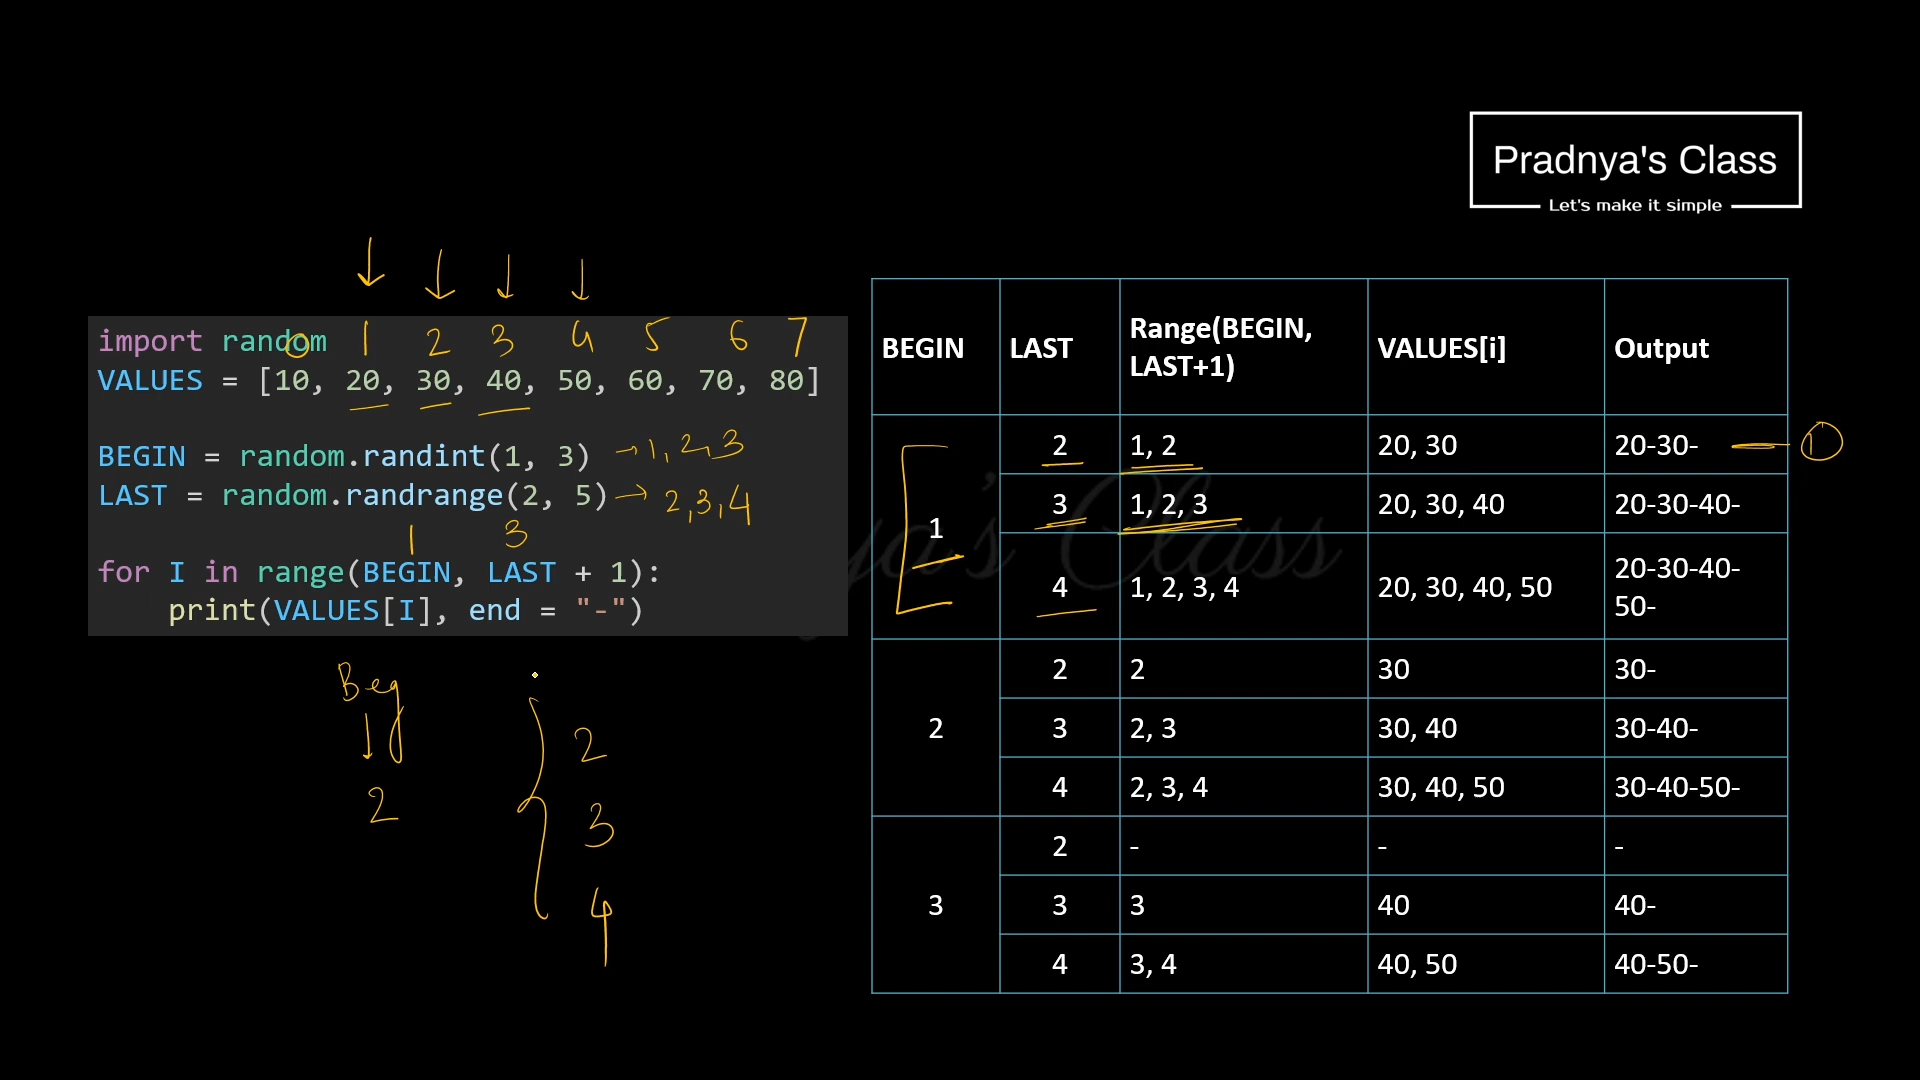 Pradnya's Class
Let's make it simple
0 1 2 3 4 5 6 7
import random
VALUES = [10, 20, 30, 40, 50, 60, 70, 80]
BEGIN = random.randint(1, 3) → 1, 2, 3
LAST = random.randrange(2, 5) → 2, 3, 4
1 3
for I in range(BEGIN, LAST + 1):
print(VALUES[I], end = "-")
Beg
2
2
3
4
BEGIN LAST Range(BEGIN, LAST+1) VALUES[i] Output
1
2 1, 2 20, 30 20-30- 1
3 1, 2, 3 20, 30, 40 20-30-40-
4 1, 2, 3, 4 20, 30, 40, 50 20-30-40-50-
2
2 2 30 30-
3 2, 3 30, 40 30-40-
4 2, 3, 4 30, 40, 50 30-40-50-
3
2 - - -
3 3 40 40-
4 3, 4 40, 50 40-50-